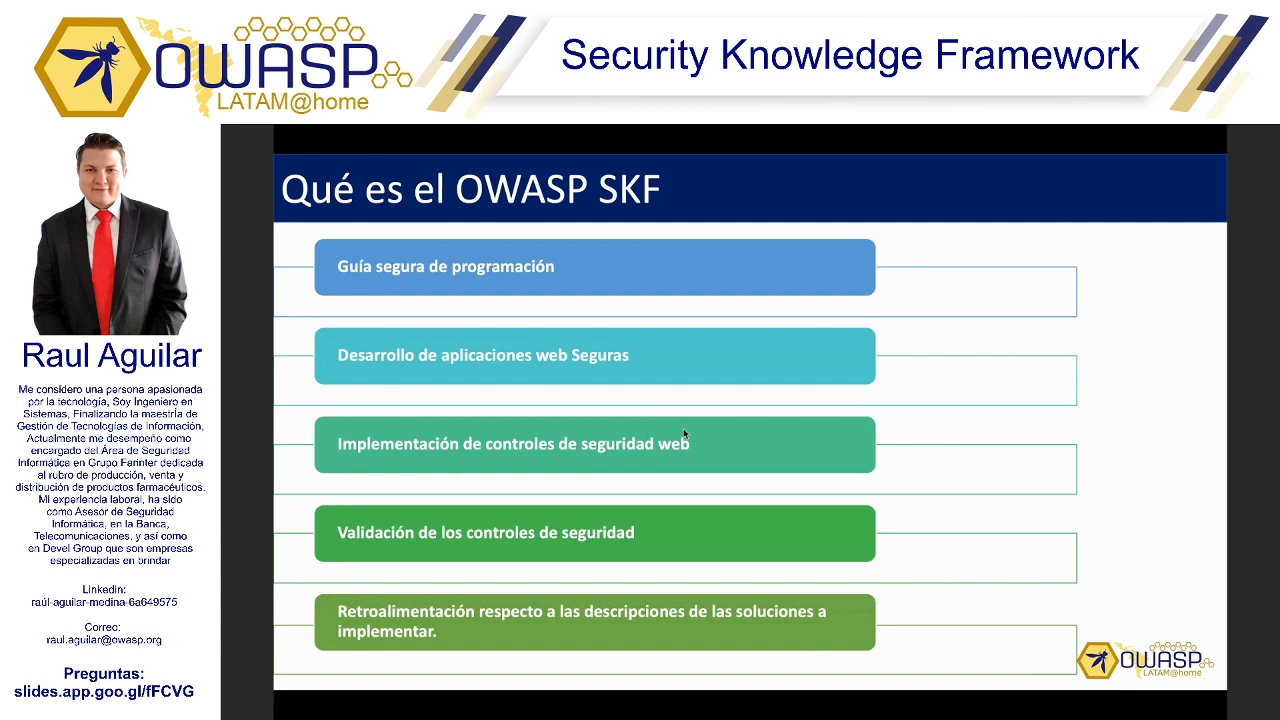 OWASP
LATAM@home
Security Knowledge Framework
Raul Aguilar
Me considero una persona apasionada
por la tecnología, Soy Ingeniero en
Sistemas, Finalizando la maestría de
Gestión de Tecnologías de Información,
Actualmente me desempeño como
encargado del Área de Seguridad
Informática en Grupo Farinter dedicada
al rubro de producción, venta y
distribución de productos farmacéuticos.
Mi experiencia laboral, ha sido
como Asesor de Seguridad
Informática, en la Banca,
Telecomunicaciones, y así como
en Devel Group que son empresas
especializadas en brindar
Linkedin:
raúl-aguilar-medina-6a649575
Correo:
raul.aguilar@owasp.org
Preguntas:
slides.app.goo.gl/fFCVG
Qué es el OWASP SKF
Guía segura de programación
Desarrollo de aplicaciones web Seguras
Implementación de controles de seguridad web
Validación de los controles de seguridad
Retroalimentación respecto a las descripciones de las soluciones a
implementar.
OWASP
LATAM@home